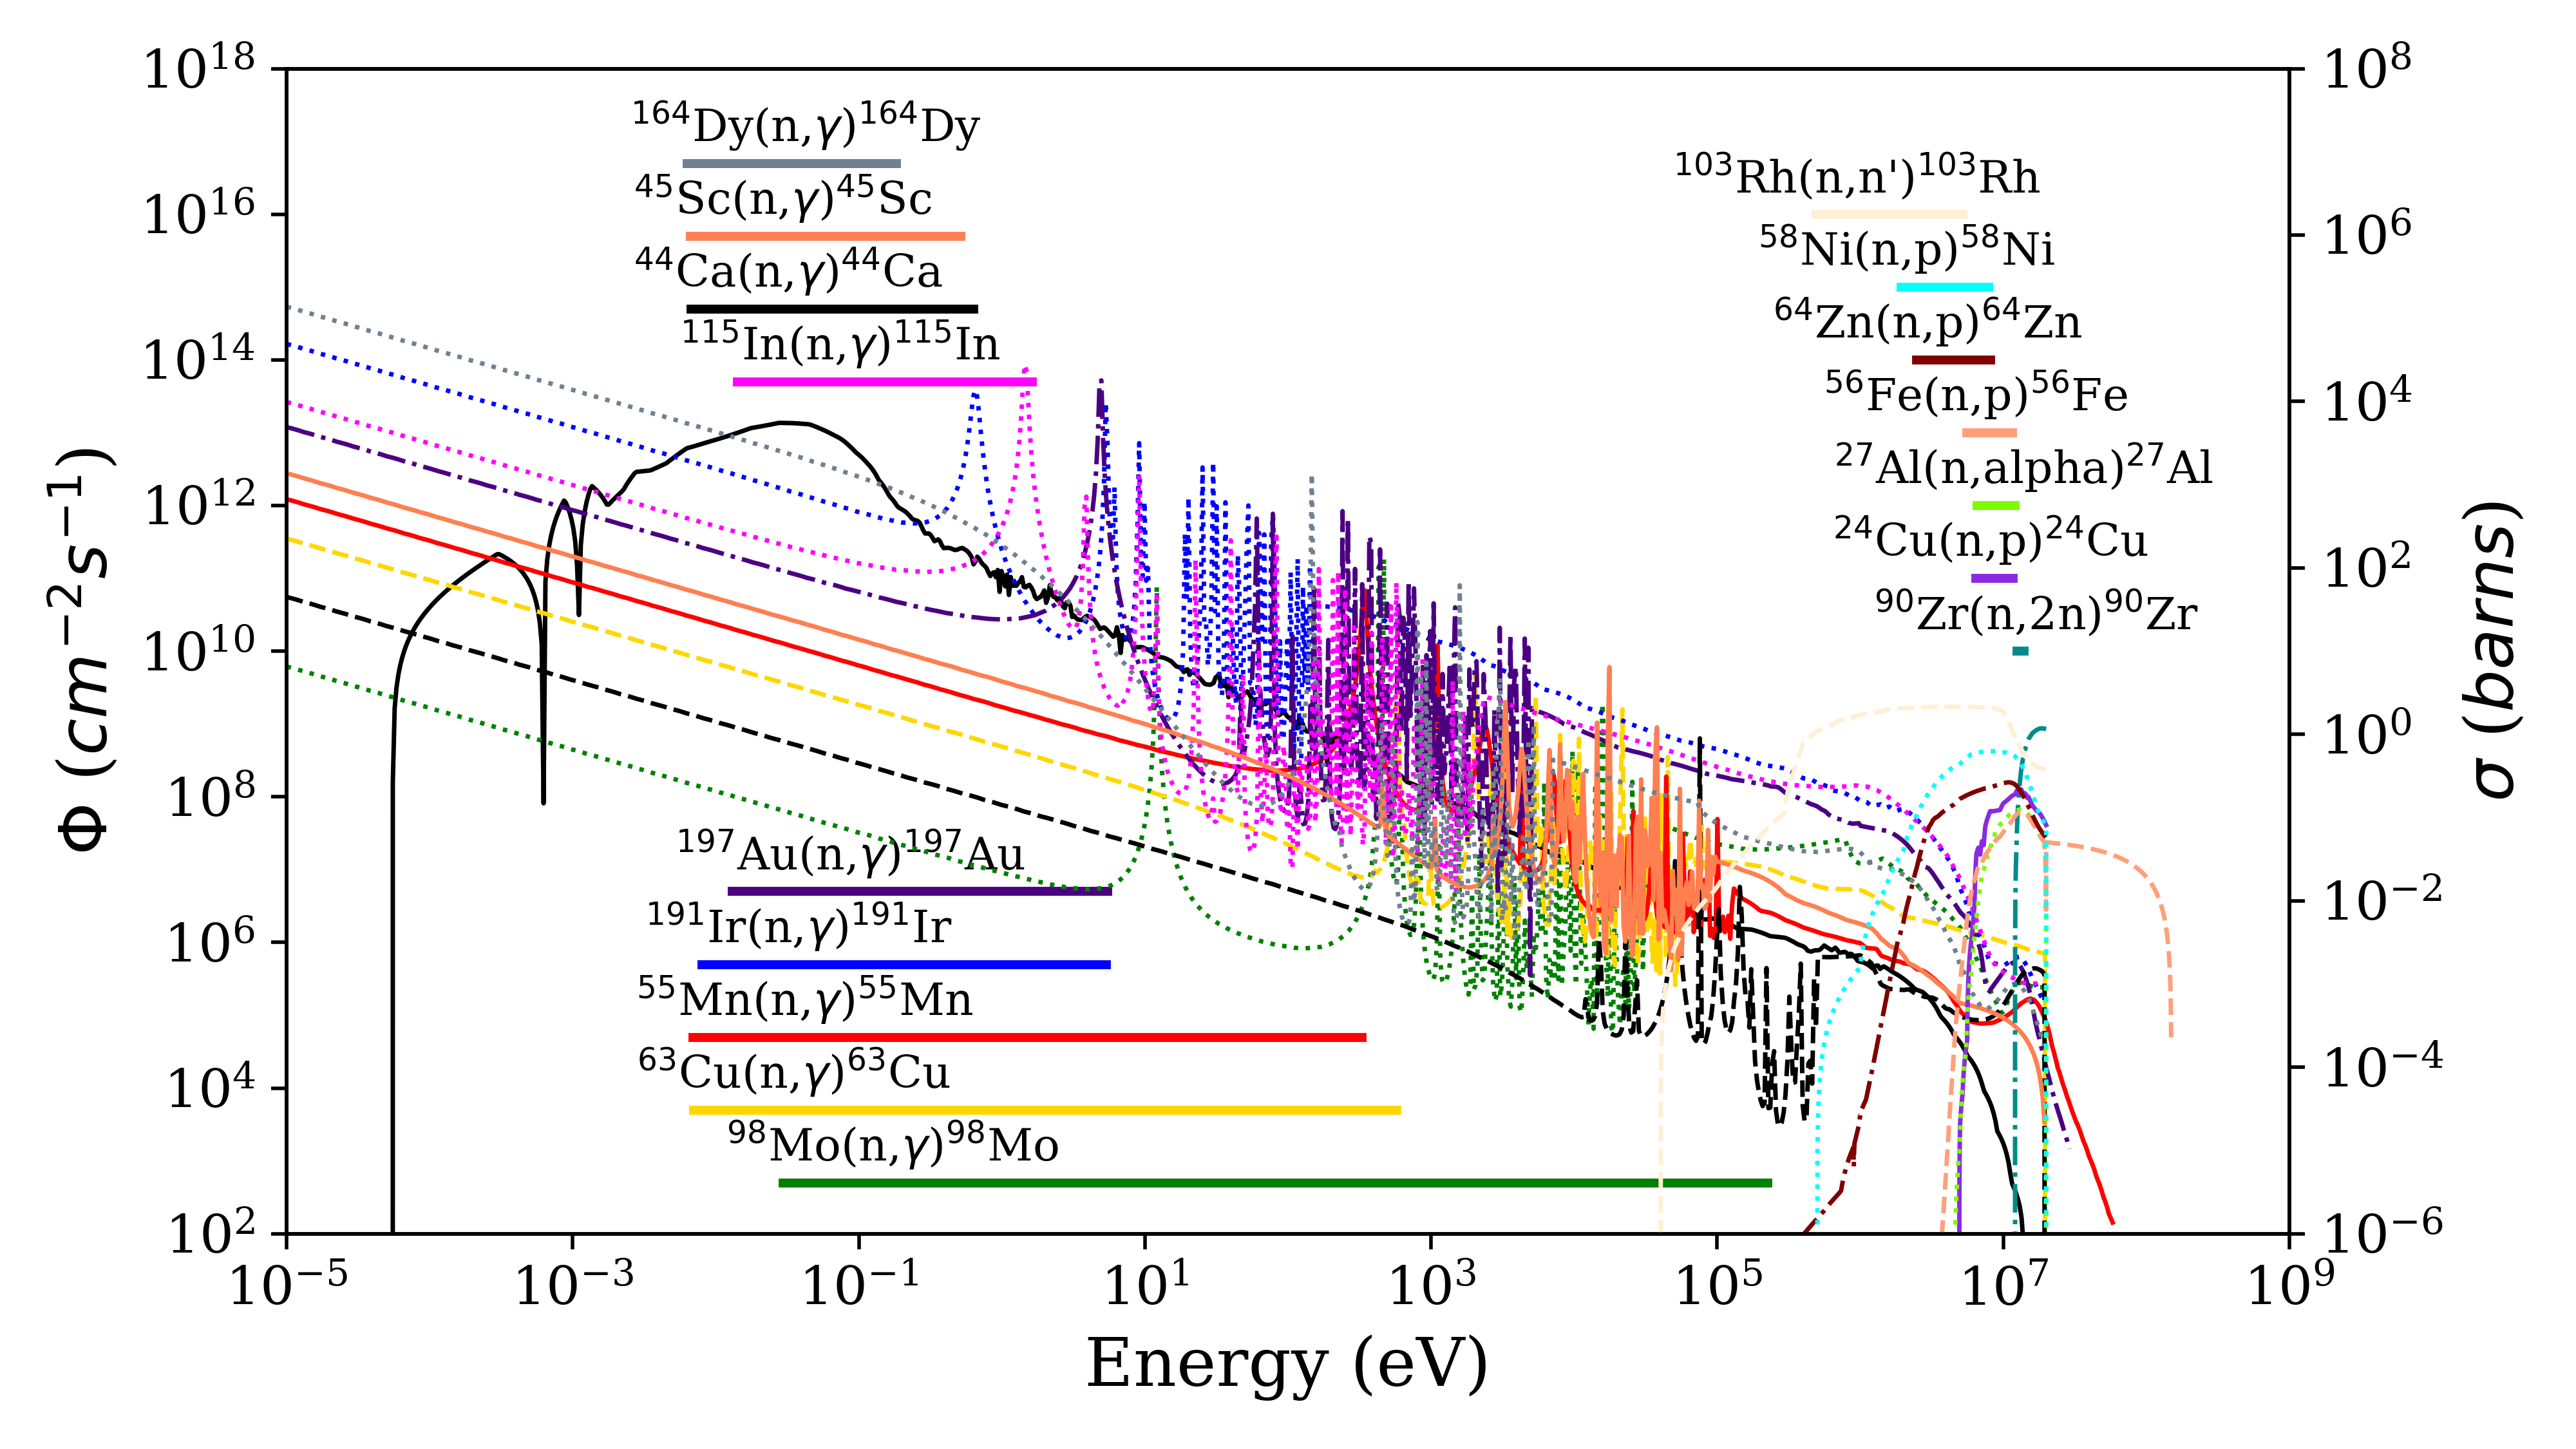 10^18
10^16
10^14
10^12
10^10
10^8
10^6
10^4
10^2
Φ (cm^−2s^−1)
^164Dy(n,γ)^164Dy
^45Sc(n,γ)^45Sc
^44Ca(n,γ)^44Ca
^115In(n,γ)^115In
^197Au(n,γ)^197Au
^191Ir(n,γ)^191Ir
^55Mn(n,γ)^55Mn
^63Cu(n,γ)^63Cu
^98Mo(n,γ)^98Mo
^103Rh(n,n')^103Rh
^58Ni(n,p)^58Ni
^64Zn(n,p)^64Zn
^56Fe(n,p)^56Fe
^27Al(n,alpha)^27Al
^24Cu(n,p)^24Cu
^90Zr(n,2n)^90Zr
10^8
10^6
10^4
10^2
10^0
10^−2
10^−4
10^−6
σ (barns)
10^−5 10^−3 10^−1 10^1 10^3 10^5 10^7 10^9
Energy (eV)